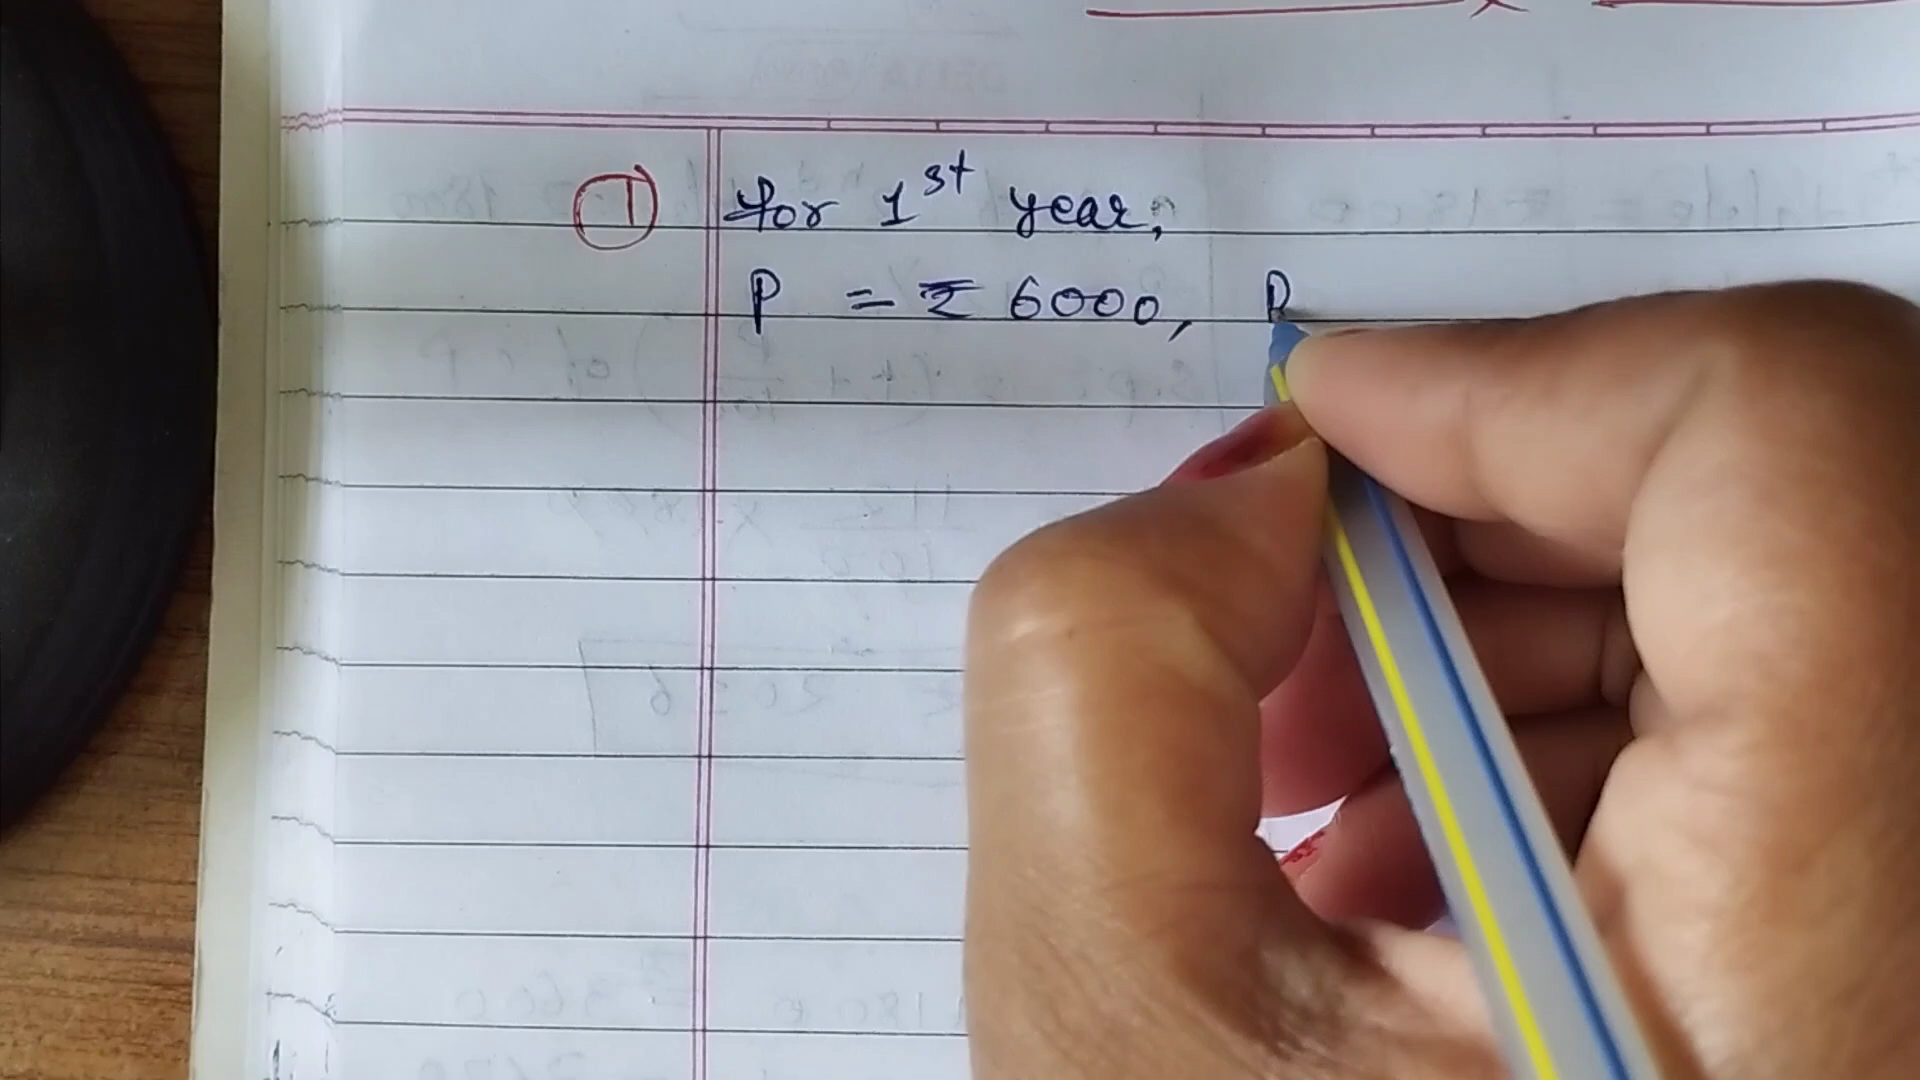 ① for 1st year,
P = ₹ 6000, R